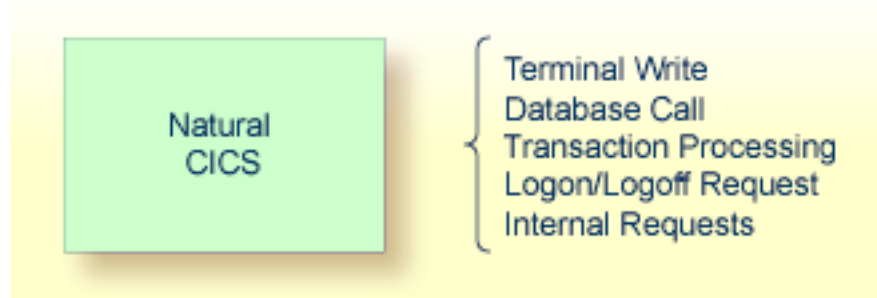 Natural
CICS
Terminal Write
Database Call
Transaction Processing
Logon/Logoff Request
Internal Requests